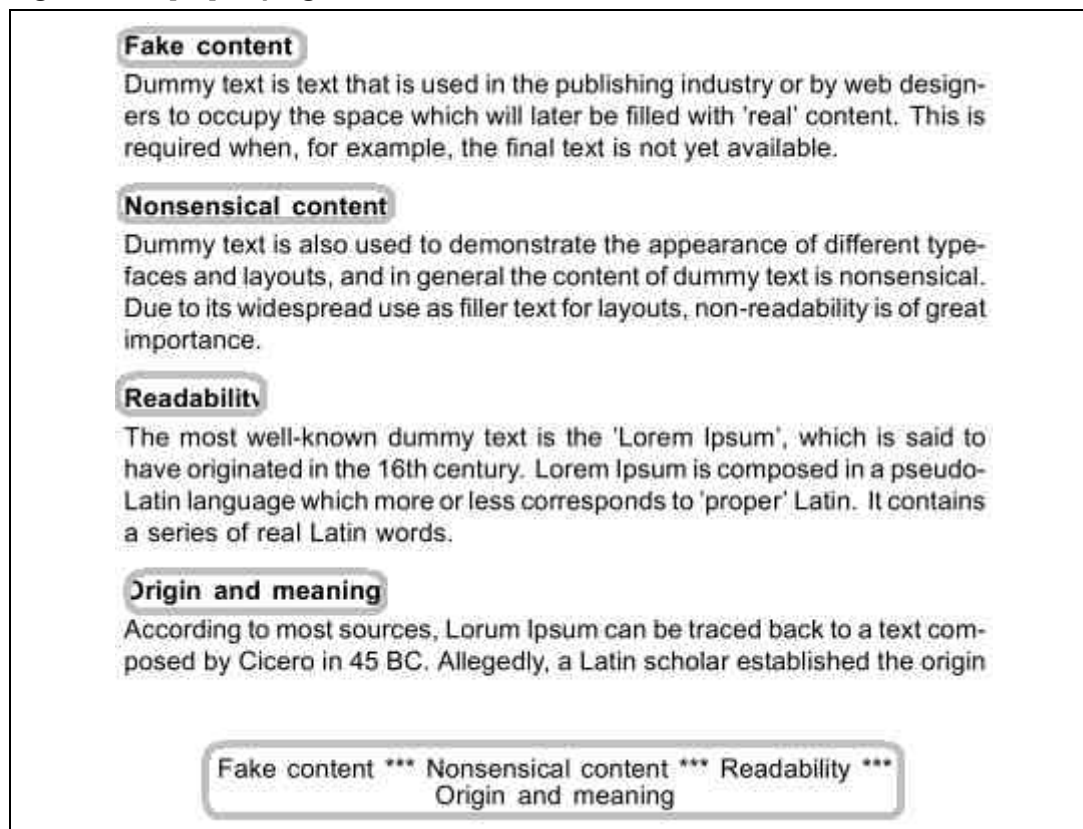 Fake content
Dummy text is text that is used in the publishing industry or by web design-
ers to occupy the space which will later be filled with 'real' content. This is
required when, for example, the final text is not yet available.
Nonsensical content
Dummy text is also used to demonstrate the appearance of different type-
faces and layouts, and in general the content of dummy text is nonsensical.
Due to its widespread use as filler text for layouts, non-readability is of great
importance.
Readability
The most well-known dummy text is the 'Lorem Ipsum', which is said to
have originated in the 16th century. Lorem Ipsum is composed in a pseudo-
Latin language which more or less corresponds to 'proper' Latin. It contains
a series of real Latin words.
Origin and meaning
According to most sources, Lorum Ipsum can be traced back to a text com-
posed by Cicero in 45 BC. Allegedly, a Latin scholar established the origin
Fake content *** Nonsensical content *** Readability ***
Origin and meaning